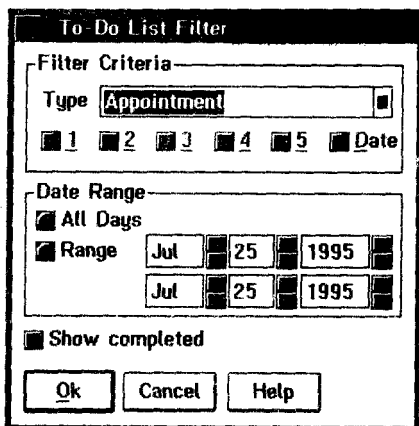 To-Do List Filter
Filter Criteria
Type Appointment
1 2 3 4 5 Date
Date Range
All Days
Range Jul 25 1995
Jul 25 1995
Show completed
Ok Cancel Help